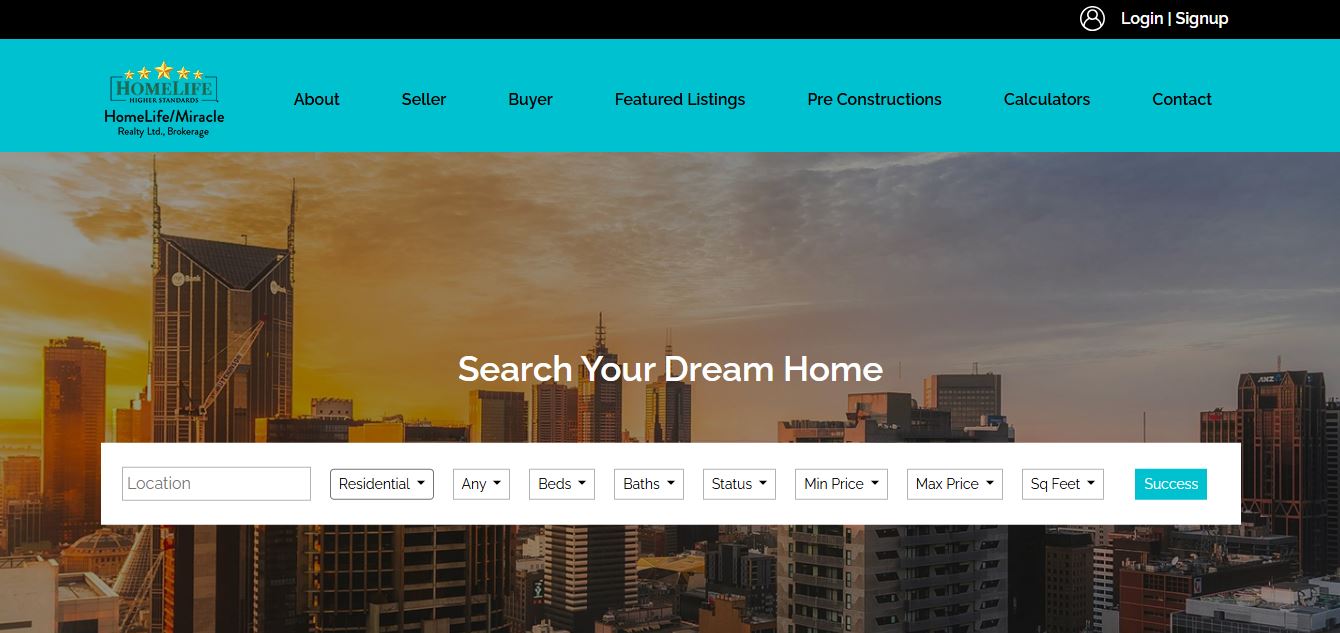 Login | Signup
HOMELIFE
HIGHER STANDARDS
HomeLife/Miracle
Realty Ltd., Brokerage
About Seller Buyer Featured Listings Pre Constructions Calculators Contact
Search Your Dream Home
Location Residential Any Beds Baths Status Min Price Max Price Sq Feet Success
ANZ